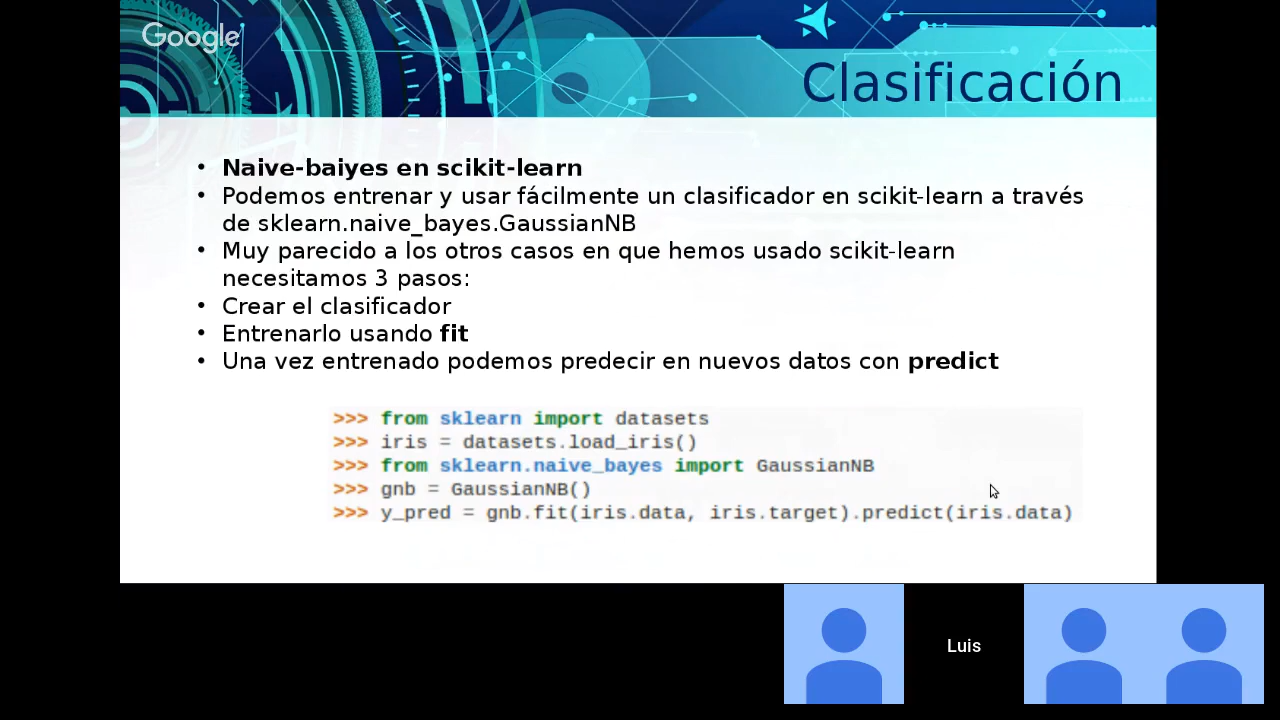 Google
Clasificación
• Naive-baiyes en scikit-learn
• Podemos entrenar y usar fácilmente un clasificador en scikit-learn a través
de sklearn.naive_bayes.GaussianNB
• Muy parecido a los otros casos en que hemos usado scikit-learn
necesitamos 3 pasos:
• Crear el clasificador
• Entrenarlo usando fit
• Una vez entrenado podemos predecir en nuevos datos con predict
>>> from sklearn import datasets
>>> iris = datasets.load_iris()
>>> from sklearn.naive_bayes import GaussianNB
>>> gnb = GaussianNB()
>>> y_pred = gnb.fit(iris.data, iris.target).predict(iris.data)
Luis